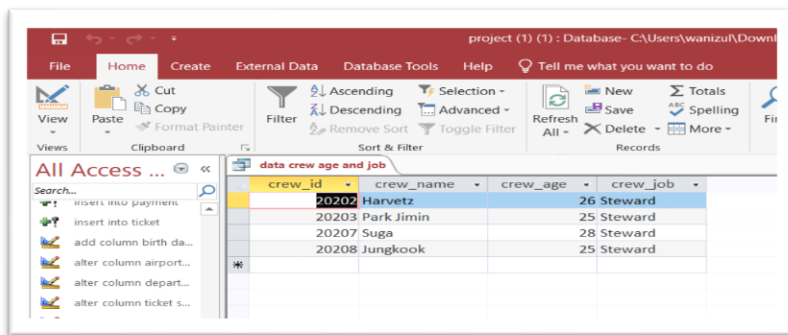 project (1) (1) : Database- C:\Users\wanizul\Downl
File Home Create External Data Database Tools Help Tell me what you want to do
View Paste Cut Copy Format Painter Filter Ascending Descending Remove Sort Selection Advanced Toggle Filter Refresh All New Save Delete Totals Spelling More
Views Clipboard Sort & Filter Records
All Access ...
Search...
insert into payment
insert into ticket
add column birth da...
alter column airport...
alter column depart...
alter column ticket s...
data crew age and job
crew_id crew_name crew_age crew_job
20202 Harvetz 26 Steward
20203 Park Jimin 25 Steward
20207 Suga 28 Steward
20208 Jungkook 25 Steward